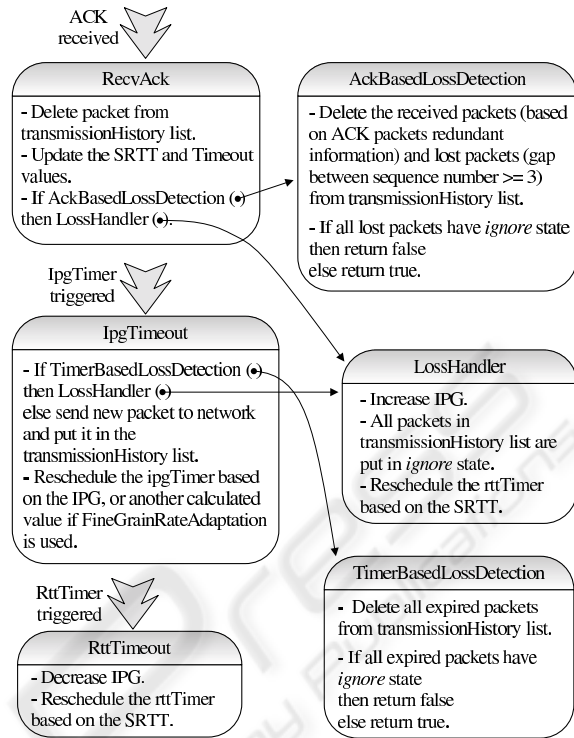 ACK
received
RecvAck
- Delete packet from
transmissionHistory list.
- Update the SRTT and Timeout
values.
- If AckBasedLossDetection (•)
then LossHandler (•).
AckBasedLossDetection
- Delete the received packets (based
on ACK packets redundant
information) and lost packets (gap
between sequence number >= 3)
from transmissionHistory list.
- If all lost packets have ignore state
then return false
else return true.
IpgTimer
triggered
IpgTimeout
- If TimerBasedLossDetection (•)
then LossHandler (•)
else send new packet to network
and put it in the
transmissionHistory list.
- Reschedule the ipgTimer based
on the IPG, or another calculated
value if FineGrainRateAdaptation
is used.
LossHandler
- Increase IPG.
- All packets in
transmissionHistory list are
put in ignore state.
- Reschedule the rttTimer
based on the SRTT.
RttTimer
triggered
RttTimeout
- Decrease IPG.
- Reschedule the rttTimer
based on the SRTT.
TimerBasedLossDetection
- Delete all expired packets
from transmissionHistory list.
- If all expired packets have
ignore state
then return false
else return true.